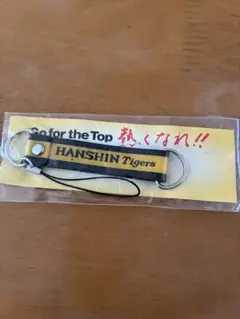 Go for the Top 熱くなれ!!
HANSHIN Tigers